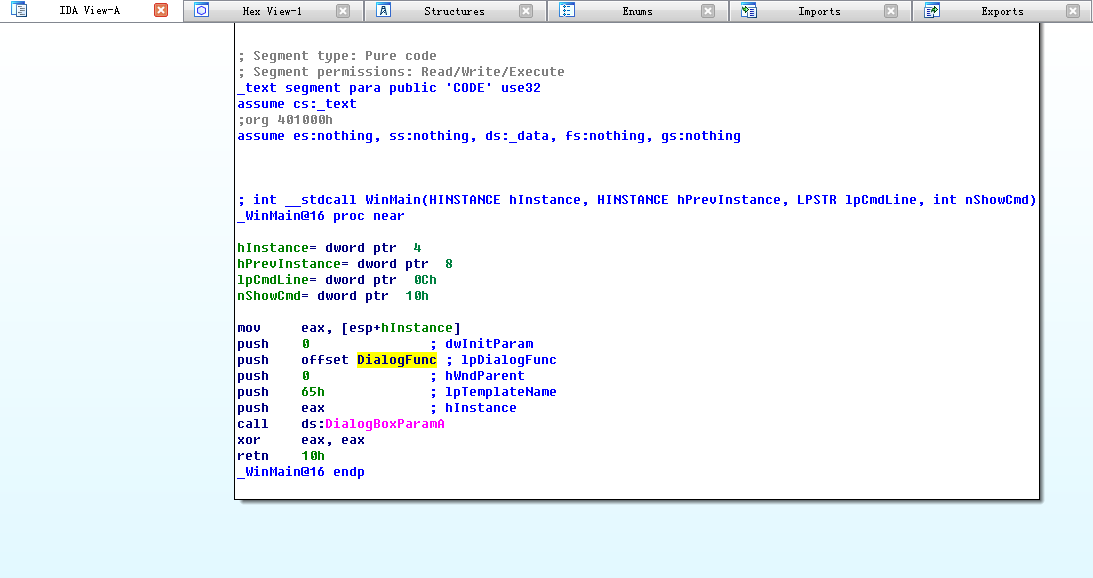 IDA View-A Hex View-1 Structures Enums Imports Exports
; Segment type: Pure code
; Segment permissions: Read/Write/Execute
_text segment para public 'CODE' use32
assume cs:_text
;org 401000h
assume es:nothing, ss:nothing, ds:_data, fs:nothing, gs:nothing
; int __stdcall WinMain(HINSTANCE hInstance, HINSTANCE hPrevInstance, LPSTR lpCmdLine, int nShowCmd)
_WinMain@16 proc near
hInstance= dword ptr  4
hPrevInstance= dword ptr  8
lpCmdLine= dword ptr  0Ch
nShowCmd= dword ptr  10h
mov     eax, [esp+hInstance]
push    0               ; dwInitParam
push    offset DialogFunc ; lpDialogFunc
push    0               ; hWndParent
push    65h             ; lpTemplateName
push    eax             ; hInstance
call    ds:DialogBoxParamA
xor     eax, eax
retn    10h
_WinMain@16 endp